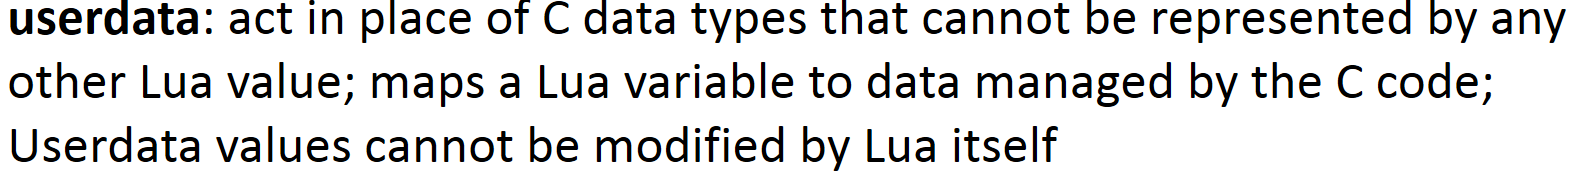 userdata: act in place of C data types that cannot be represented by any
other Lua value; maps a Lua variable to data managed by the C code;
Userdata values cannot be modified by Lua itself